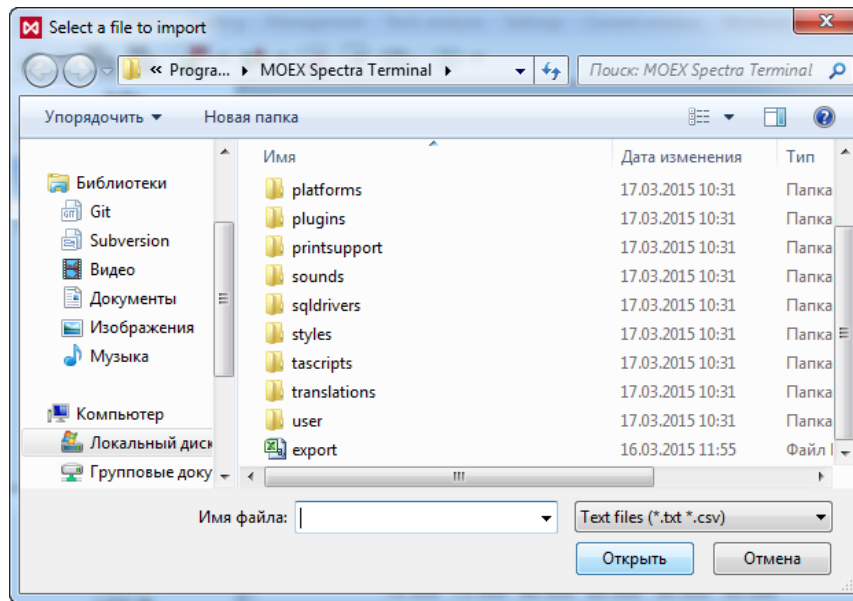 Select a file to import
« Progra... ▸ MOEX Spectra Terminal ▸
Поиск: MOEX Spectra Terminal
Упорядочить ▾ Новая папка
Имя Дата изменения Тип
Библиотеки
Git
Subversion
Видео
Документы
Изображения
Музыка
Компьютер
Локальный диск
Групповые доку
platforms 17.03.2015 10:31 Папка
plugins 17.03.2015 10:31 Папка
printsupport 17.03.2015 10:31 Папка
sounds 17.03.2015 10:31 Папка
sqldrivers 17.03.2015 10:31 Папка
styles 17.03.2015 10:31 Папка
tascripts 17.03.2015 10:31 Папка
translations 17.03.2015 10:31 Папка
user 17.03.2015 10:31 Папка
export 16.03.2015 11:55 Файл
Имя файла: Text files (*.txt *.csv)
Открыть Отмена